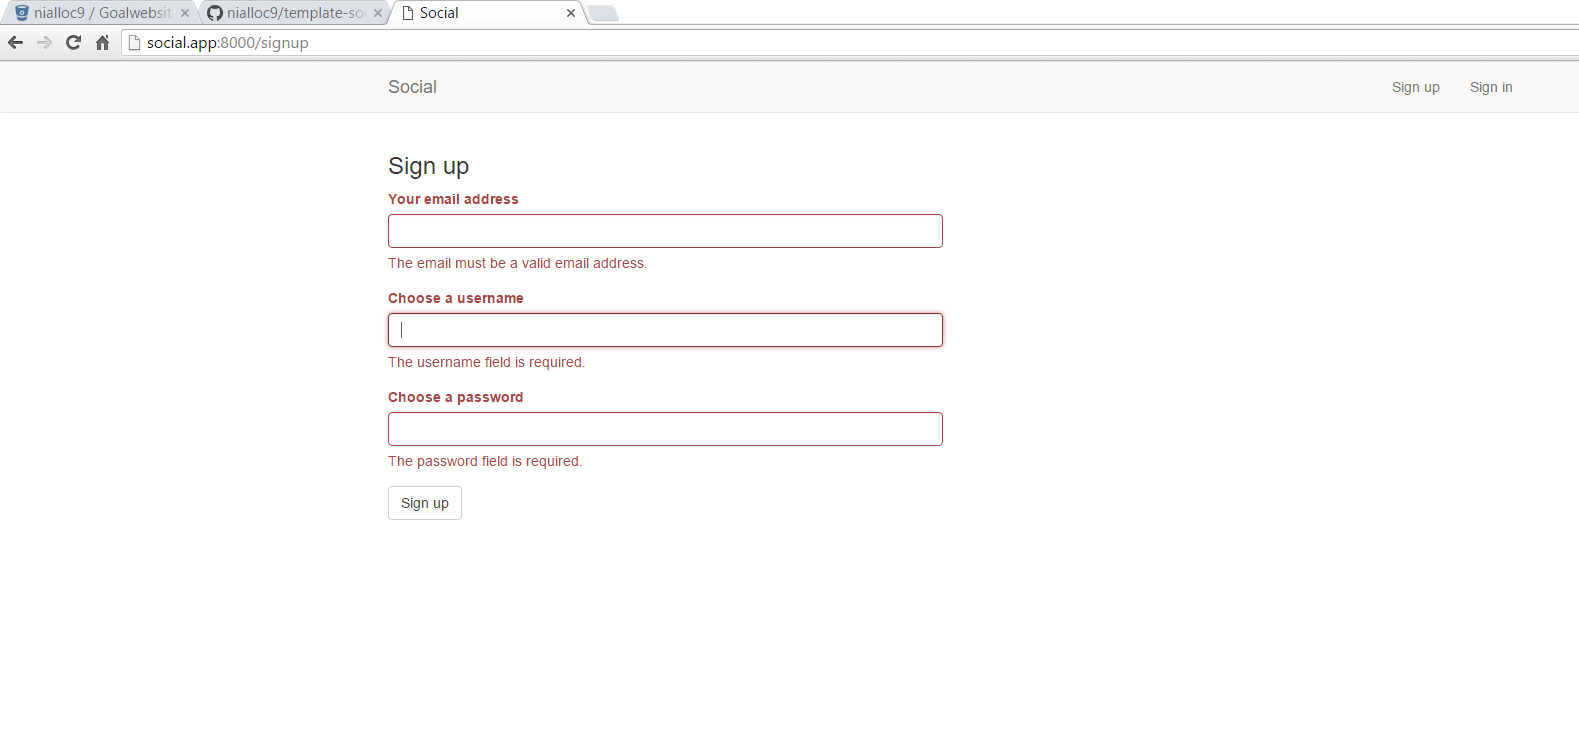 nialloc9 / Goalwebsit
nialloc9/template-so
Social
social.app:8000/signup
Social
Sign up
Sign in
Sign up
Your email address
The email must be a valid email address.
Choose a username
The username field is required.
Choose a password
The password field is required.
Sign up